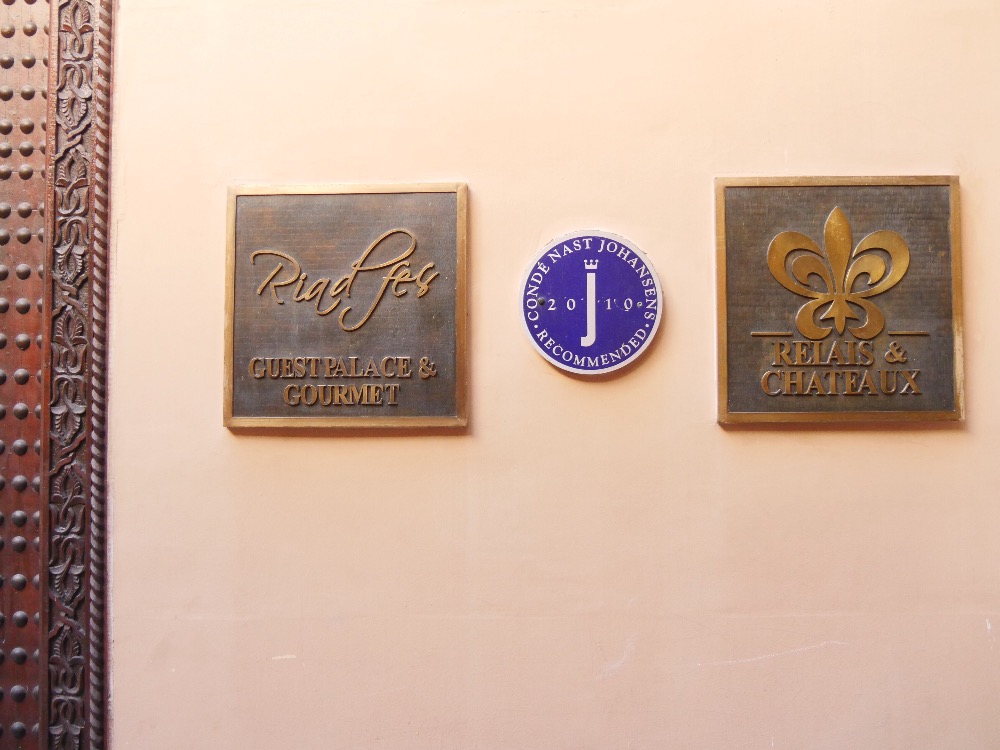 Riad fes
GUEST PALACE &
GOURMET
· CONDÉ NAST JOHANSENS ·
J
2010
RECOMMENDED
RELAIS &
CHATEAUX